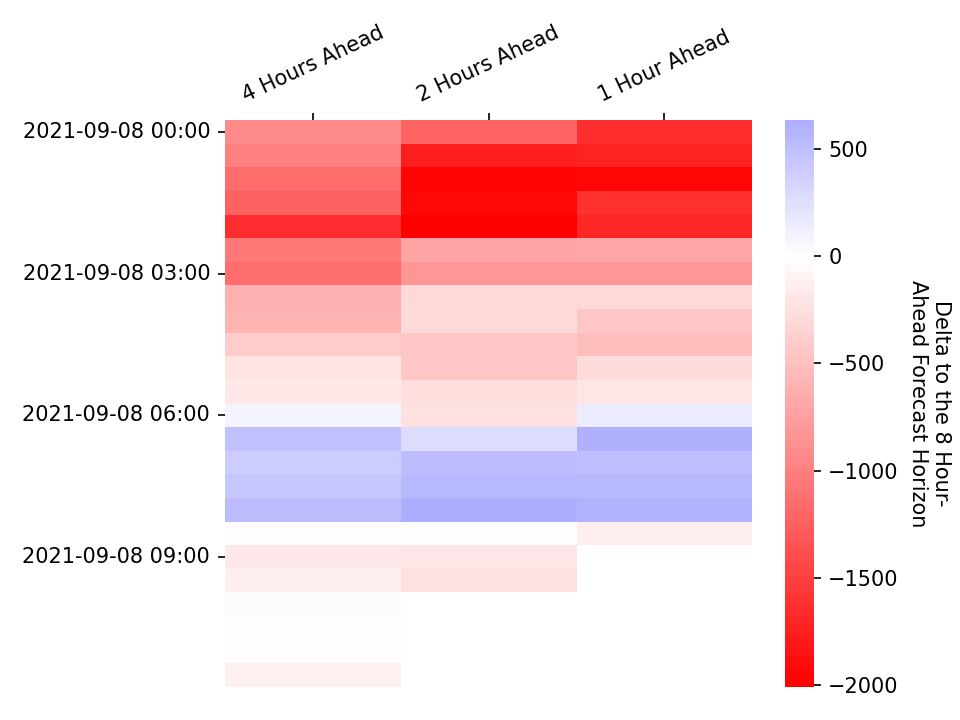 4 Hours Ahead
2 Hours Ahead
1 Hour Ahead
2021-09-08 00:00
2021-09-08 03:00
2021-09-08 06:00
2021-09-08 09:00
500
0
−500
−1000
−1500
−2000
Delta to the 8 Hour-
Ahead Forecast Horizon